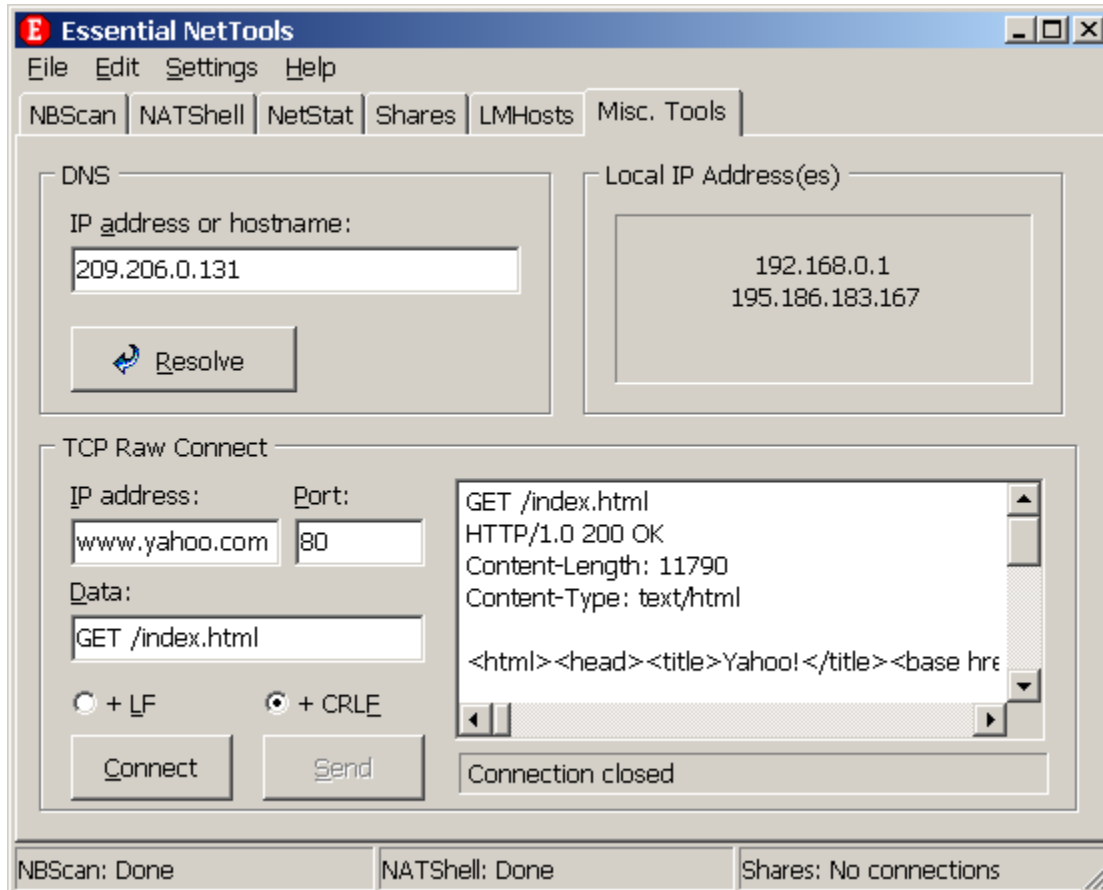 Essential NetTools
File Edit Settings Help
NBScan NATShell NetStat Shares LMHosts Misc. Tools
DNS
IP address or hostname:
209.206.0.131
Resolve
Local IP Address(es)
192.168.0.1
195.186.183.167
TCP Raw Connect
IP address: Port:
www.yahoo.com 80
Data:
GET /index.html
+ LF + CRLF
Connect Send
GET /index.html
HTTP/1.0 200 OK
Content-Length: 11790
Content-Type: text/html
<html><head><title>Yahoo!</title><base hre
Connection closed
NBScan: Done NATShell: Done Shares: No connections